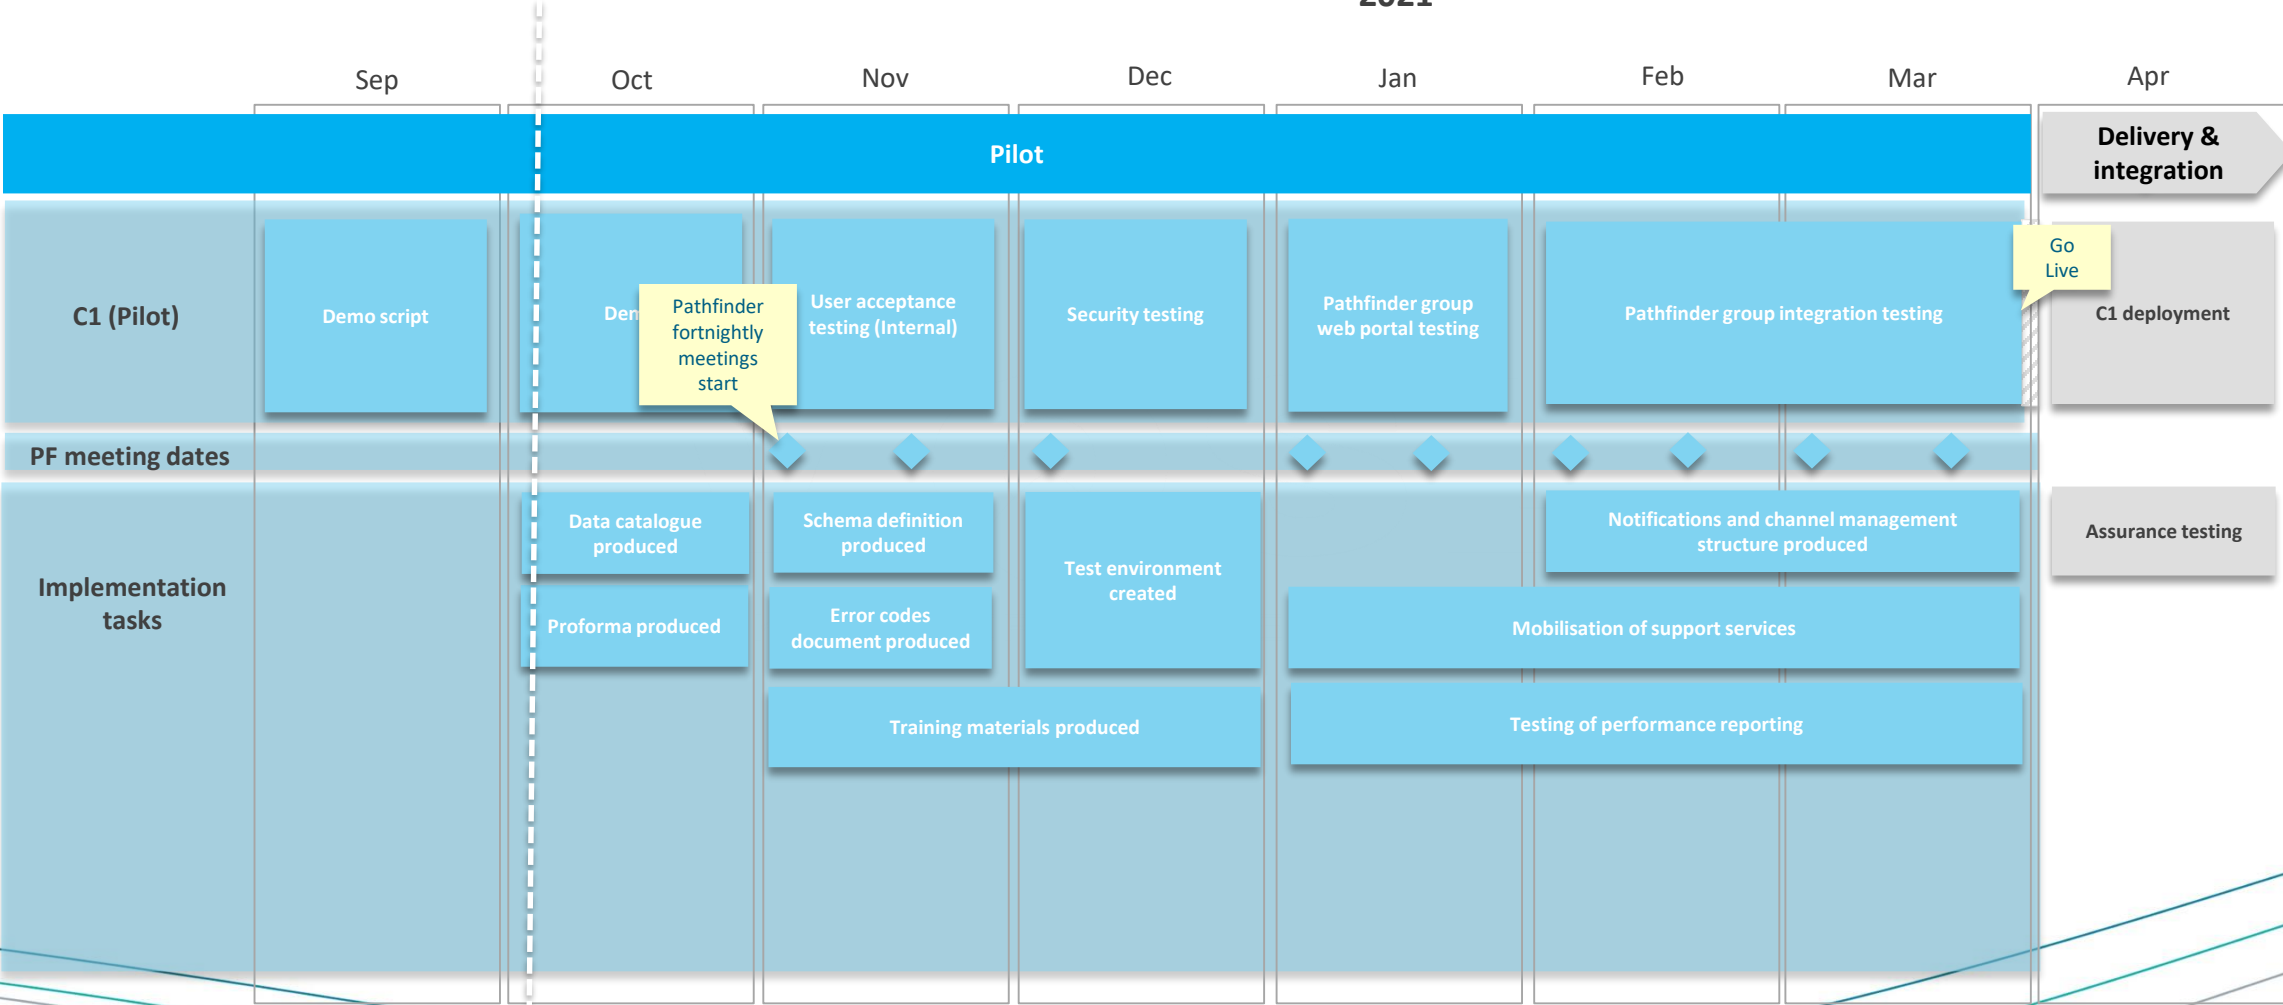 Sep
Oct
Nov
Dec
Jan
Feb
Mar
Apr
Pilot
Delivery &
integration
C1 (Pilot)
Demo script
Pathfinder
fortnightly
meetings
start
User acceptance
testing (Internal)
Security testing
Pathfinder group
web portal testing
Pathfinder group integration testing
Go
Live
C1 deployment
PF meeting dates
Implementation
tasks
Data catalogue
produced
Schema definition
produced
Test environment
created
Notifications and channel management
structure produced
Assurance testing
Proforma produced
Error codes
document produced
Mobilisation of support services
Training materials produced
Testing of performance reporting